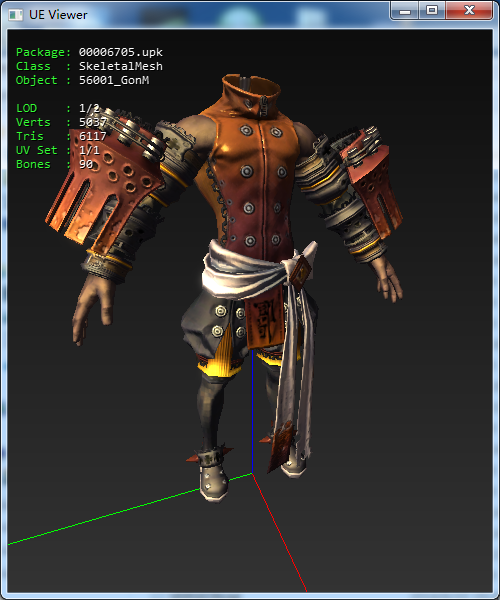 UE Viewer
Package: 00006705.upk
Class : SkeletalMesh
Object : 56001_GonM
LOD : 1/2
Verts : 5037
Tris : 6117
UV Set : 1/1
Bones : 90